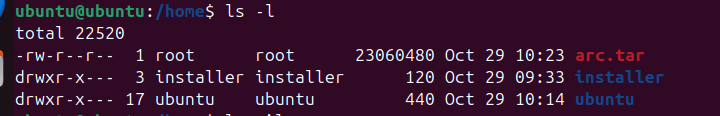 ubuntu@ubuntu:/home$ ls -l
total 22520
-rw-r--r--  1 root      root      23060480 Oct 29 10:23 arc.tar
drwxr-x---  3 installer installer      120 Oct 29 09:33 installer
drwxr-x--- 17 ubuntu    ubuntu         440 Oct 29 10:14 ubuntu